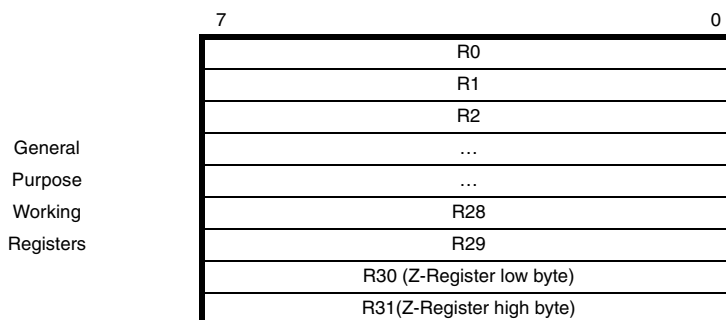 7 0
R0
R1
R2
General …
Purpose …
Working R28
Registers R29
R30 (Z-Register low byte)
R31(Z-Register high byte)